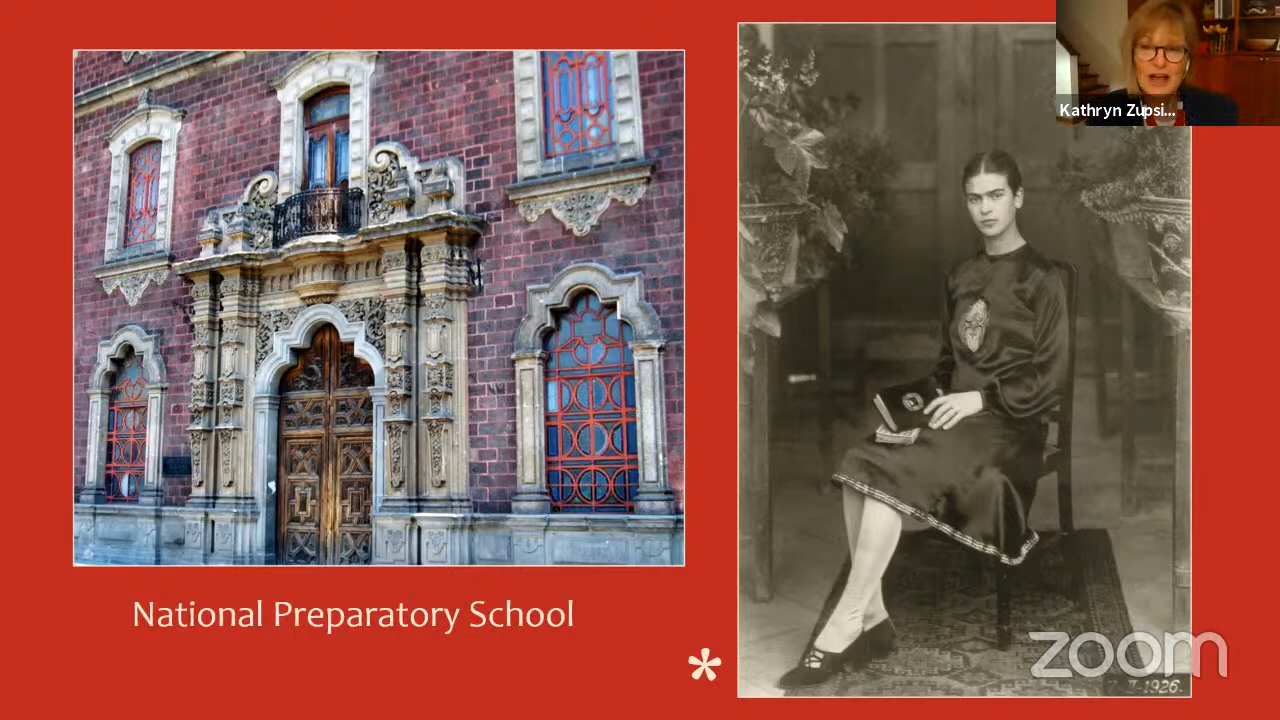 Kathryn Zupsi...
National Preparatory School
*
zoom
-1926.